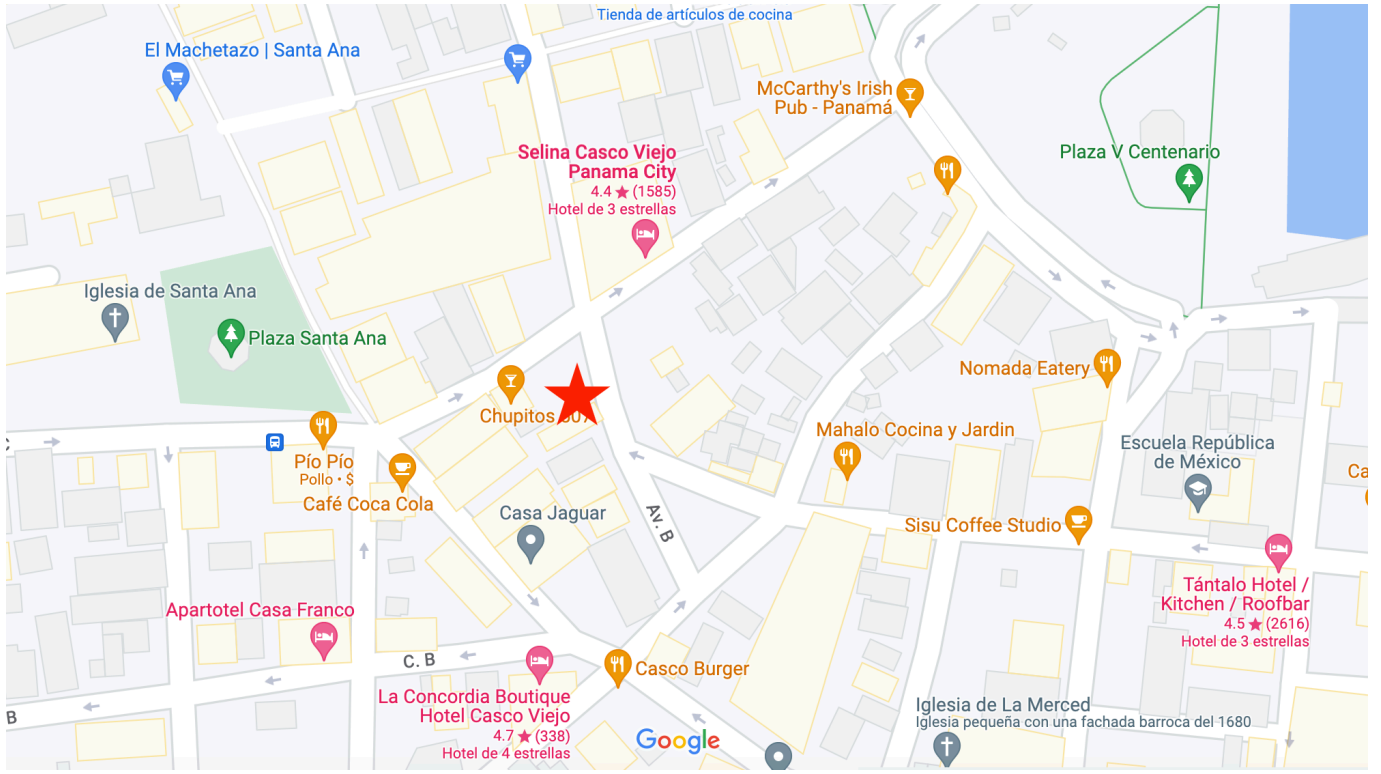 Tienda de artículos de cocina
El Machetazo | Santa Ana
McCarthy's Irish
Pub - Panamá
Selina Casco Viejo
Panama City
4.4 ★ (1585)
Hotel de 3 estrellas
Plaza V Centenario
Iglesia de Santa Ana
Plaza Santa Ana
Nomada Eatery
Chupitos
Mahalo Cocina y Jardin
C
Pío Pío
Pollo • $
Café Coca Cola
Escuela República
de México
Ca
Casa Jaguar
Av. B
Sisu Coffee Studio
Tántalo Hotel /
Kitchen / Roofbar
4.5 ★ (2616)
Hotel de 3 estrellas
Apartotel Casa Franco
C. B
Casco Burger
La Concordia Boutique
Hotel Casco Viejo
4.7 ★ (338)
Hotel de 4 estrellas
B
Iglesia de La Merced
Iglesia pequeña con una fachada barroca del 1680
Google